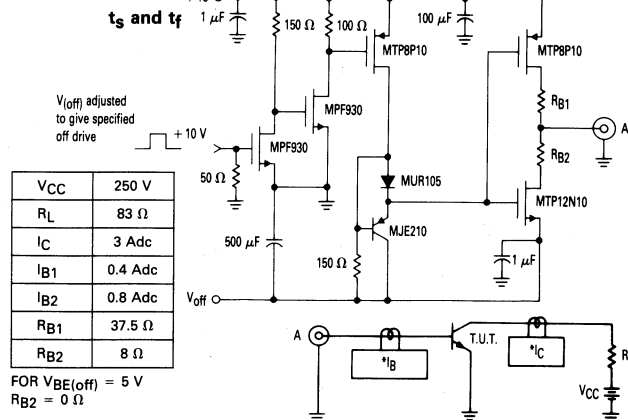 ts and tf
1 μF
150 Ω
100 Ω
100 μF
MTP8P10
MTP8P10
V(off) adjusted
to give specified
off drive
+ 10 V
MPF930
MPF930
RB1
A
RB2
50 Ω
MUR105
MTP12N10
MJE210
500 μF
150 Ω
1 μF
Voff
VCC 250 V
RL 83 Ω
IC 3 Adc
IB1 0.4 Adc
IB2 0.8 Adc
RB1 37.5 Ω
RB2 8 Ω
FOR VBE(off) = 5 V
RB2 = 0 Ω
A
*IB
T.U.T.
*IC
R
VCC